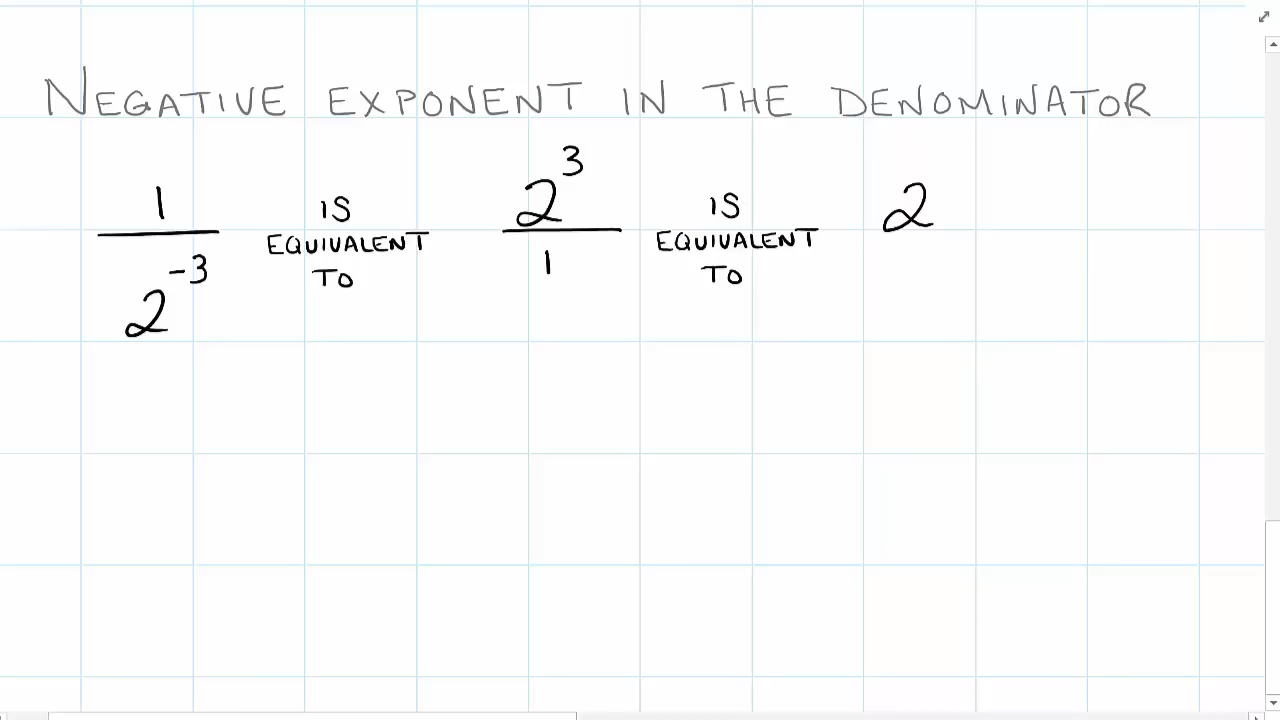 NEGATIVE EXPONENT IN THE DENOMINATOR
1/2^-3 IS EQUIVALENT TO 2^3/1 IS EQUIVALENT TO 2